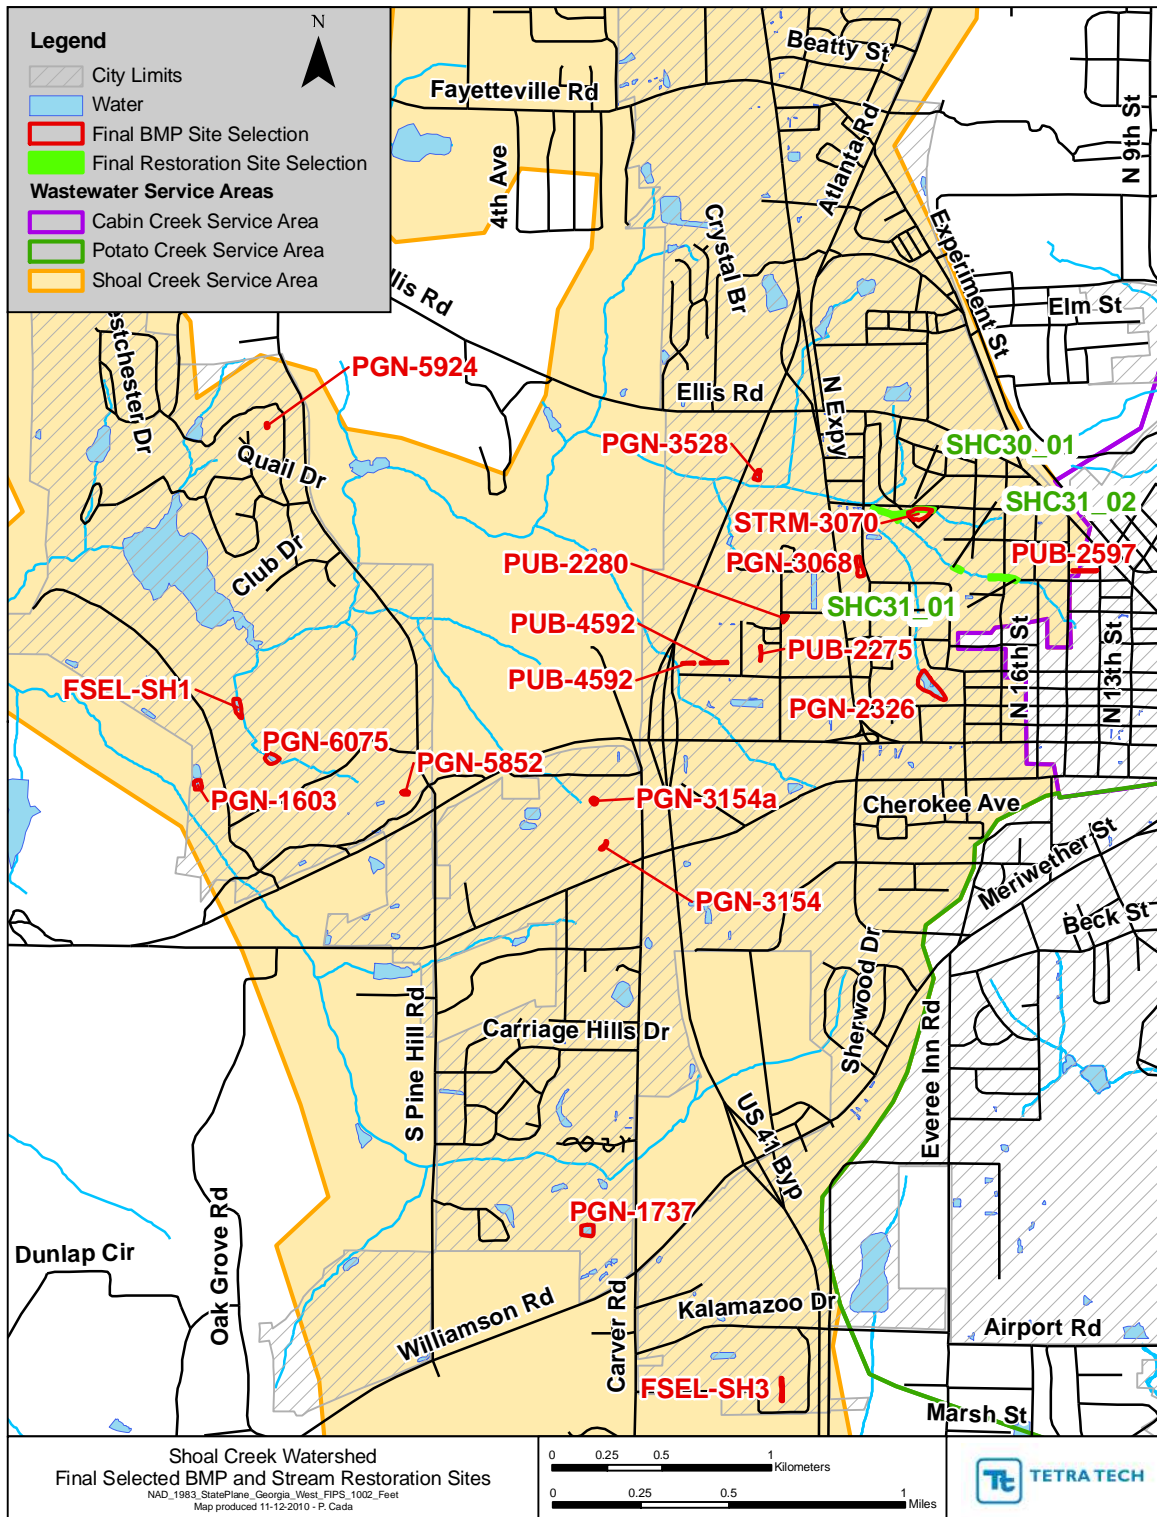 Legend
City Limits
Water
Final BMP Site Selection
Final Restoration Site Selection
Wastewater Service Areas
Cabin Creek Service Area
Potato Creek Service Area
Shoal Creek Service Area
N
Beatty St
Fayetteville Rd
Atlanta Rd
N 9th St
4th Ave
Crystal Br
Experiment St
Elm St
llis Rd
estchester Dr
PGN-5924
Ellis Rd
N Expy
Quail Dr
PGN-3528
SHC30_01
SHC31_02
STRM-3070
PUB-2597
PGN-3068
PUB-2280
Club Dr
SHC31_01
PUB-4592
PUB-2275
PUB-4592
N 16th St
N 13th St
FSEL-SH1
PGN-2326
PGN-6075
PGN-5852
PGN-1603
PGN-3154a
Cherokee Ave
Meriwether St
PGN-3154
Beck St
Sherwood Dr
S Pine Hill Rd
Carriage Hills Dr
Everee Inn Rd
US 41 Byp
Oak Grove Rd
PGN-1737
Dunlap Cir
Williamson Rd
Carver Rd
Kalamazoo Dr
Airport Rd
FSEL-SH3
Marsh St
Shoal Creek Watershed
Final Selected BMP and Stream Restoration Sites
NAD_1983_StatePlane_Georgia_West_FIPS_1002_Feet
Map produced 11-12-2010 - P. Cada
0 0.25 0.5 1
Kilometers
0 0.25 0.5 1
Miles
Tt TETRA TECH